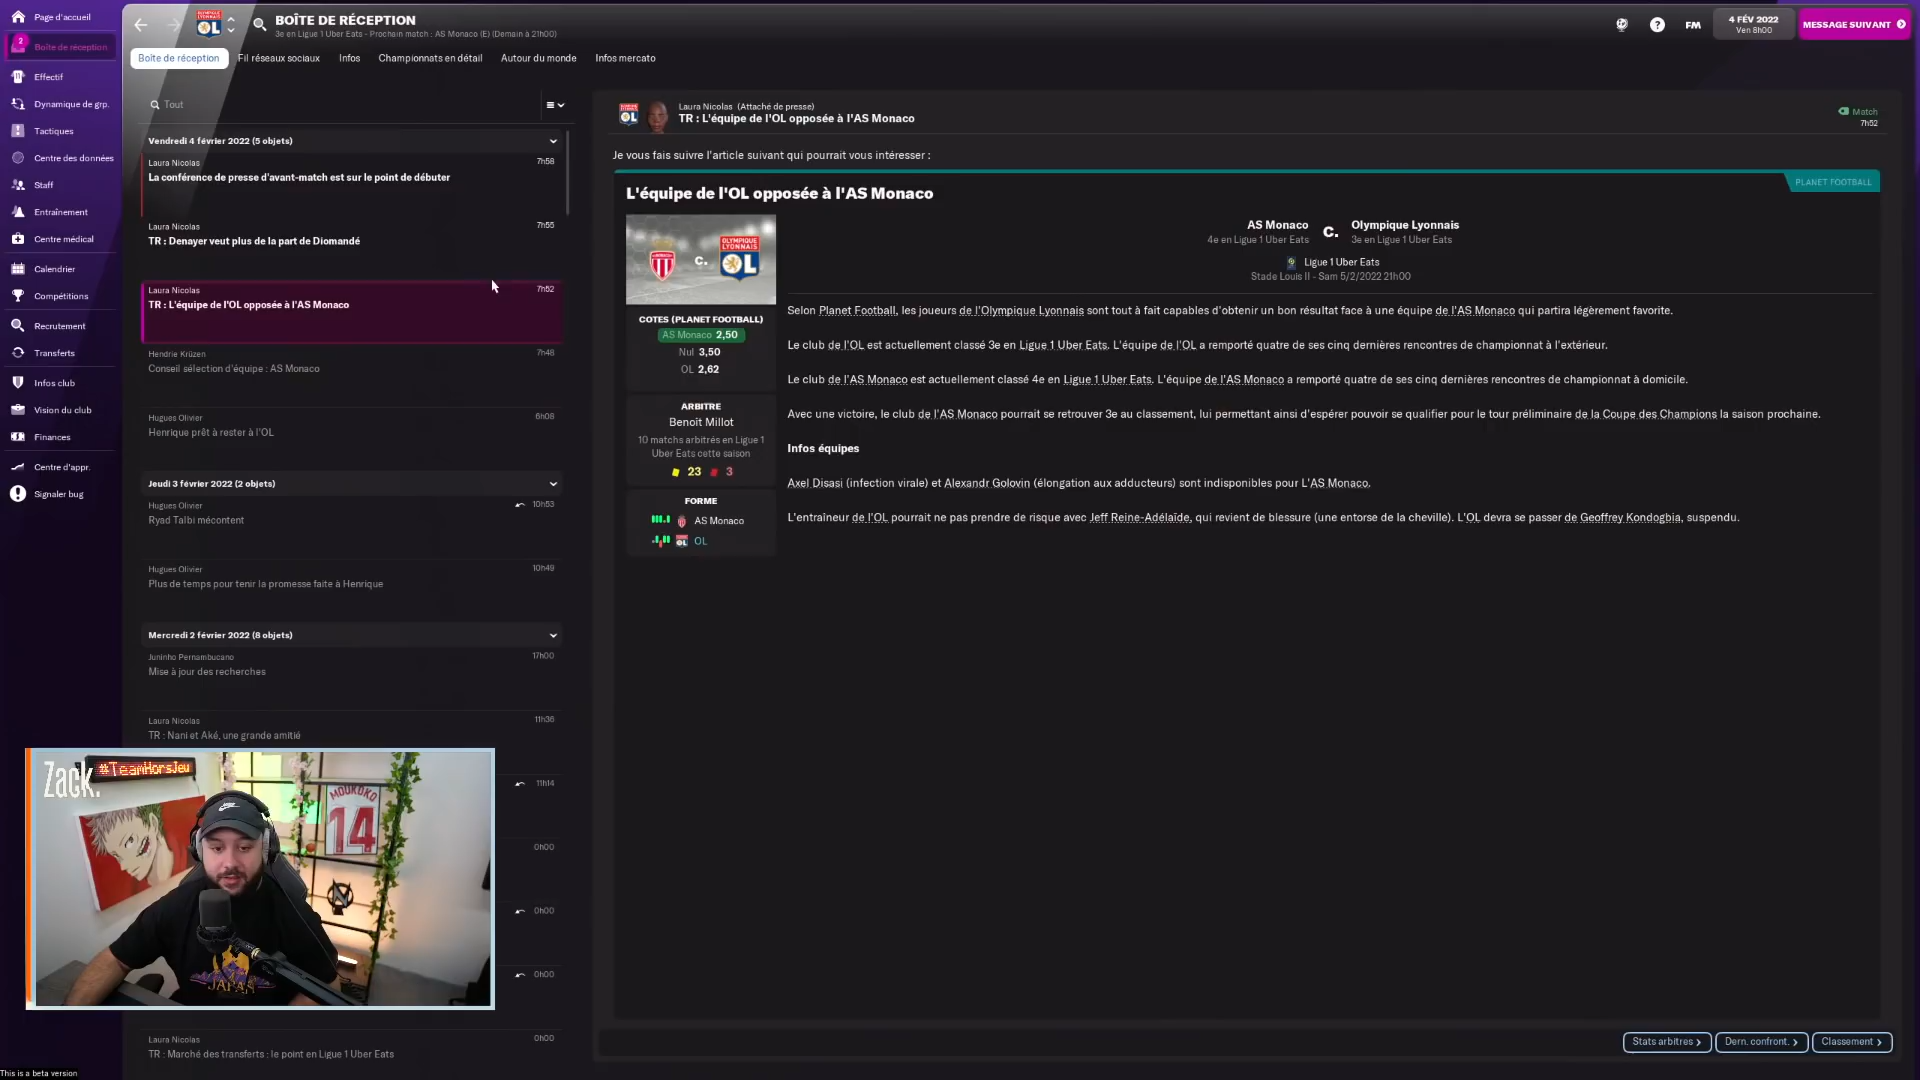 Page d'accueil
2
Boîte de réception
Effectif
Dynamique de grp.
Tactiques
Centre des données
Staff
Entraînement
Centre médical
Calendrier
Compétitions
Recrutement
Transferts
Infos club
Vision du club
Finances
Centre d'appr.
Signaler bug
BOÎTE DE RÉCEPTION
3e en Ligue 1 Uber Eats - Prochain match : AS Monaco (E) (Demain à 21h00)
FM
4 FÉV 2022
Ven 8h00
MESSAGE SUIVANT
Boîte de réception
Fil réseaux sociaux
Infos
Championnats en détail
Autour du monde
Infos mercato
Tout
Vendredi 4 février 2022 (5 objets)
Laura Nicolas 7h58
La conférence de presse d'avant-match est sur le point de débuter
Laura Nicolas 7h55
TR : Denayer veut plus de la part de Diomandé
Laura Nicolas 7h52
TR : L'équipe de l'OL opposée à l'AS Monaco
Hendrie Krüzen 7h48
Conseil sélection d'équipe : AS Monaco
Hugues Olivier 6h08
Henrique prêt à rester à l'OL
Jeudi 3 février 2022 (2 objets)
Hugues Olivier 10h53
Ryad Talbi mécontent
Hugues Olivier 10h49
Plus de temps pour tenir la promesse faite à Henrique
Mercredi 2 février 2022 (8 objets)
Juninho Pernambucano 17h00
Mise à jour des recherches
Laura Nicolas 11h36
TR : Nani et Aké, une grande amitié
11h14
0h00
0h00
0h00
Laura Nicolas 0h00
TR : Marché des transferts : le point en Ligue 1 Uber Eats
Zack.
#TeamHorsJeu
MOUKOKO
14
JAPAN
This is a beta version
Laura Nicolas (Attaché de presse)
TR : L'équipe de l'OL opposée à l'AS Monaco
Match
7h52
Je vous fais suivre l'article suivant qui pourrait vous intéresser :
PLANET FOOTBALL
L'équipe de l'OL opposée à l'AS Monaco
c.
OLYMPIQUE LYONNAIS
OL
AS Monaco c. Olympique Lyonnais
4e en Ligue 1 Uber Eats 3e en Ligue 1 Uber Eats
Ligue 1 Uber Eats
Stade Louis II - Sam 5/2/2022 21h00
COTES (PLANET FOOTBALL)
AS Monaco 2,50
Nul 3,50
OL 2,62
ARBITRE
Benoît Millot
10 matchs arbitrés en Ligue 1
Uber Eats cette saison
23 3
FORME
AS Monaco
OL
Selon Planet Football, les joueurs de l'Olympique Lyonnais sont tout à fait capables d'obtenir un bon résultat face à une équipe de l'AS Monaco qui partira légèrement favorite.
Le club de l'OL est actuellement classé 3e en Ligue 1 Uber Eats. L'équipe de l'OL a remporté quatre de ses cinq dernières rencontres de championnat à l'extérieur.
Le club de l'AS Monaco est actuellement classé 4e en Ligue 1 Uber Eats. L'équipe de l'AS Monaco a remporté quatre de ses cinq dernières rencontres de championnat à domicile.
Avec une victoire, le club de l'AS Monaco pourrait se retrouver 3e au classement, lui permettant ainsi d'espérer pouvoir se qualifier pour le tour préliminaire de la Coupe des Champions la saison prochaine.
Infos équipes
Axel Disasi (infection virale) et Alexandr Golovin (élongation aux adducteurs) sont indisponibles pour L'AS Monaco.
L'entraîneur de l'OL pourrait ne pas prendre de risque avec Jeff Reine-Adélaïde, qui revient de blessure (une entorse de la cheville). L'OL devra se passer de Geoffrey Kondogbia, suspendu.
Stats arbitres
Dern. confront.
Classement